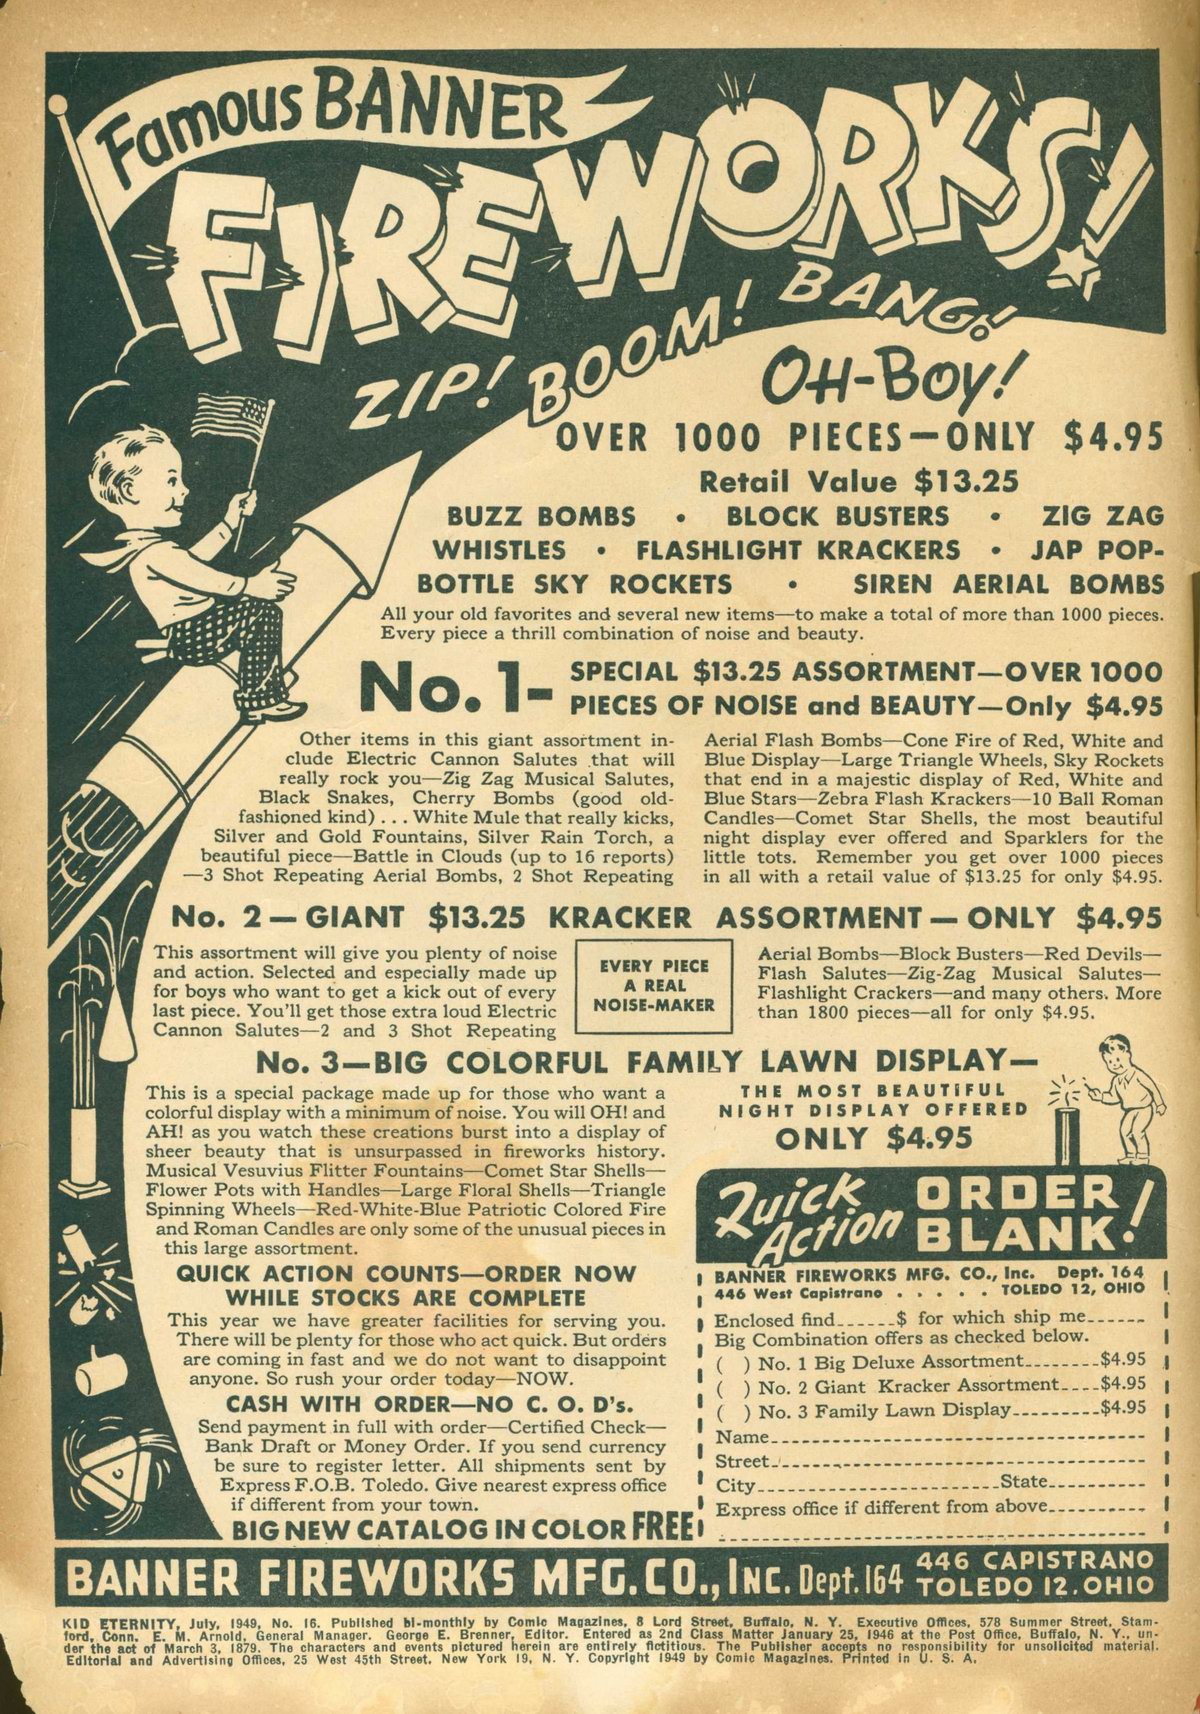 Famous BANNER
FIREWORKS!
ZIP! BOOM! BANG!
OH-BOY!
OVER 1000 PIECES—ONLY $4.95
Retail Value $13.25
BUZZ BOMBS • BLOCK BUSTERS • ZIG ZAG
WHISTLES • FLASHLIGHT KRACKERS • JAP POP-
BOTTLE SKY ROCKETS • SIREN AERIAL BOMBS
All your old favorites and several new items—to make a total of more than 1000 pieces.
Every piece a thrill combination of noise and beauty.
No. 1- SPECIAL $13.25 ASSORTMENT—OVER 1000
PIECES OF NOISE and BEAUTY—Only $4.95
Other items in this giant assortment in-
clude Electric Cannon Salutes that will
really rock you—Zig Zag Musical Salutes,
Black Snakes, Cherry Bombs (good old-
fashioned kind) . . . White Mule that really kicks,
Silver and Gold Fountains, Silver Rain Torch, a
beautiful piece—Battle in Clouds (up to 16 reports)
—3 Shot Repeating Aerial Bombs, 2 Shot Repeating
Aerial Flash Bombs—Cone Fire of Red, White and
Blue Display—Large Triangle Wheels, Sky Rockets
that end in a majestic display of Red, White and
Blue Stars—Zebra Flash Krackers—10 Ball Roman
Candles—Comet Star Shells, the most beautiful
night display ever offered and Sparklers for the
little tots. Remember you get over 1000 pieces
in all with a retail value of $13.25 for only $4.95.
No. 2 — GIANT $13.25 KRACKER ASSORTMENT — ONLY $4.95
This assortment will give you plenty of noise
and action. Selected and especially made up
for boys who want to get a kick out of every
last piece. You'll get those extra loud Electric
Cannon Salutes—2 and 3 Shot Repeating
EVERY PIECE
A REAL
NOISE-MAKER
Aerial Bombs—Block Busters—Red Devils—
Flash Salutes—Zig-Zag Musical Salutes—
Flashlight Crackers—and many others. More
than 1800 pieces—all for only $4.95.
No. 3—BIG COLORFUL FAMILY LAWN DISPLAY—
This is a special package made up for those who want a
colorful display with a minimum of noise. You will OH! and
AH! as you watch these creations burst into a display of
sheer beauty that is unsurpassed in fireworks history.
Musical Vesuvius Flitter Fountains—Comet Star Shells—
Flower Pots with Handles—Large Floral Shells—Triangle
Spinning Wheels—Red-White-Blue Patriotic Colored Fire
and Roman Candles are only some of the unusual pieces in
this large assortment.
THE MOST BEAUTIFUL
NIGHT DISPLAY OFFERED
ONLY $4.95
QUICK ACTION COUNTS—ORDER NOW
WHILE STOCKS ARE COMPLETE
This year we have greater facilities for serving you.
There will be plenty for those who act quick. But orders
are coming in fast and we do not want to disappoint
anyone. So rush your order today—NOW.
CASH WITH ORDER—NO C. O. D's.
Send payment in full with order—Certified Check—
Bank Draft or Money Order. If you send currency
be sure to register letter. All shipments sent by
Express F.O.B. Toledo. Give nearest express office
if different from your town.
BIG NEW CATALOG IN COLOR FREE
Quick Action ORDER BLANK!
BANNER FIREWORKS MFG. CO., Inc. Dept. 164
446 West Capistrano . . . . . TOLEDO 12, OHIO
Enclosed find______$ for which ship me______
Big Combination offers as checked below.
( ) No. 1 Big Deluxe Assortment________$4.95
( ) No. 2 Giant Kracker Assortment____$4.95
( ) No. 3 Family Lawn Display_________$4.95
Name
Street
City State
Express office if different from above
BANNER FIREWORKS MFG. CO., INC. Dept. 164 446 CAPISTRANO
TOLEDO 12. OHIO
KID ETERNITY, July, 1949, No. 16. Published bi-monthly by Comic Magazines, 8 Lord Street, Buffalo, N. Y. Executive Offices, 578 Summer Street, Stam-
ford, Conn. E. M. Arnold, General Manager. George E. Brenner, Editor. Entered as 2nd Class Matter January 25, 1946 at the Post Office, Buffalo, N. Y., un-
der the act of March 3, 1879. The characters and events pictured herein are entirely fictitious. The Publisher accepts no responsibility for unsolicited material.
Editorial and Advertising Offices, 25 West 45th Street, New York 19, N. Y. Copyright 1949 by Comic Magazines. Printed in U. S. A.